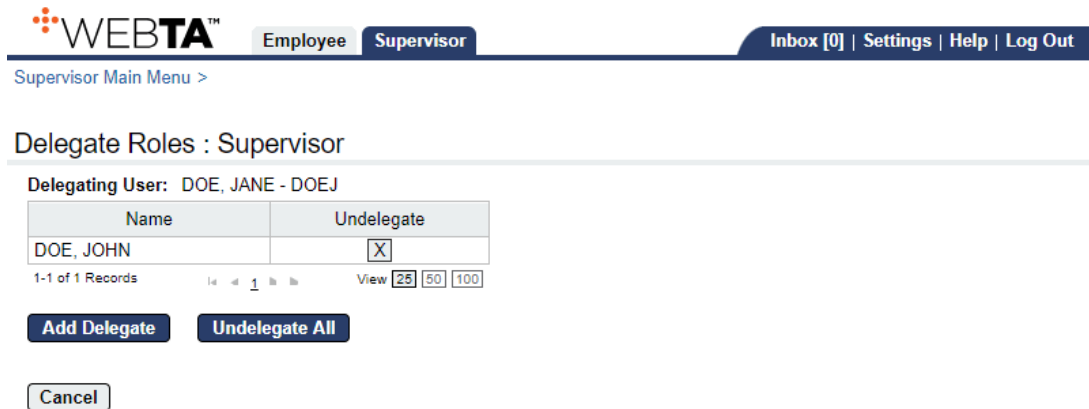 WEBTA™ Employee Supervisor Inbox [0] | Settings | Help | Log Out
Supervisor Main Menu >
Delegate Roles : Supervisor
Delegating User: DOE, JANE - DOEJ
Name Undelegate
DOE, JOHN X
1-1 of 1 Records 1 View 25 50 100
Add Delegate Undelegate All
Cancel